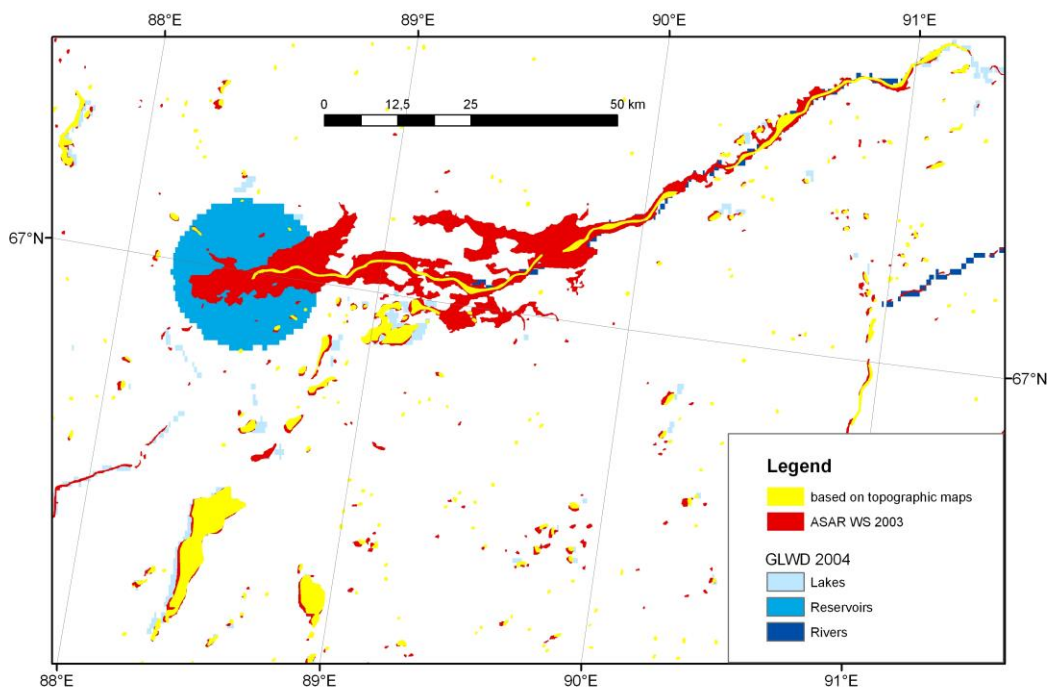 88°E 89°E 90°E 91°E
0 12,5 25 50 km
67°N
67°N
Legend
based on topographic maps
ASAR WS 2003
GLWD 2004
Lakes
Reservoirs
Rivers
88°E 89°E 90°E 91°E